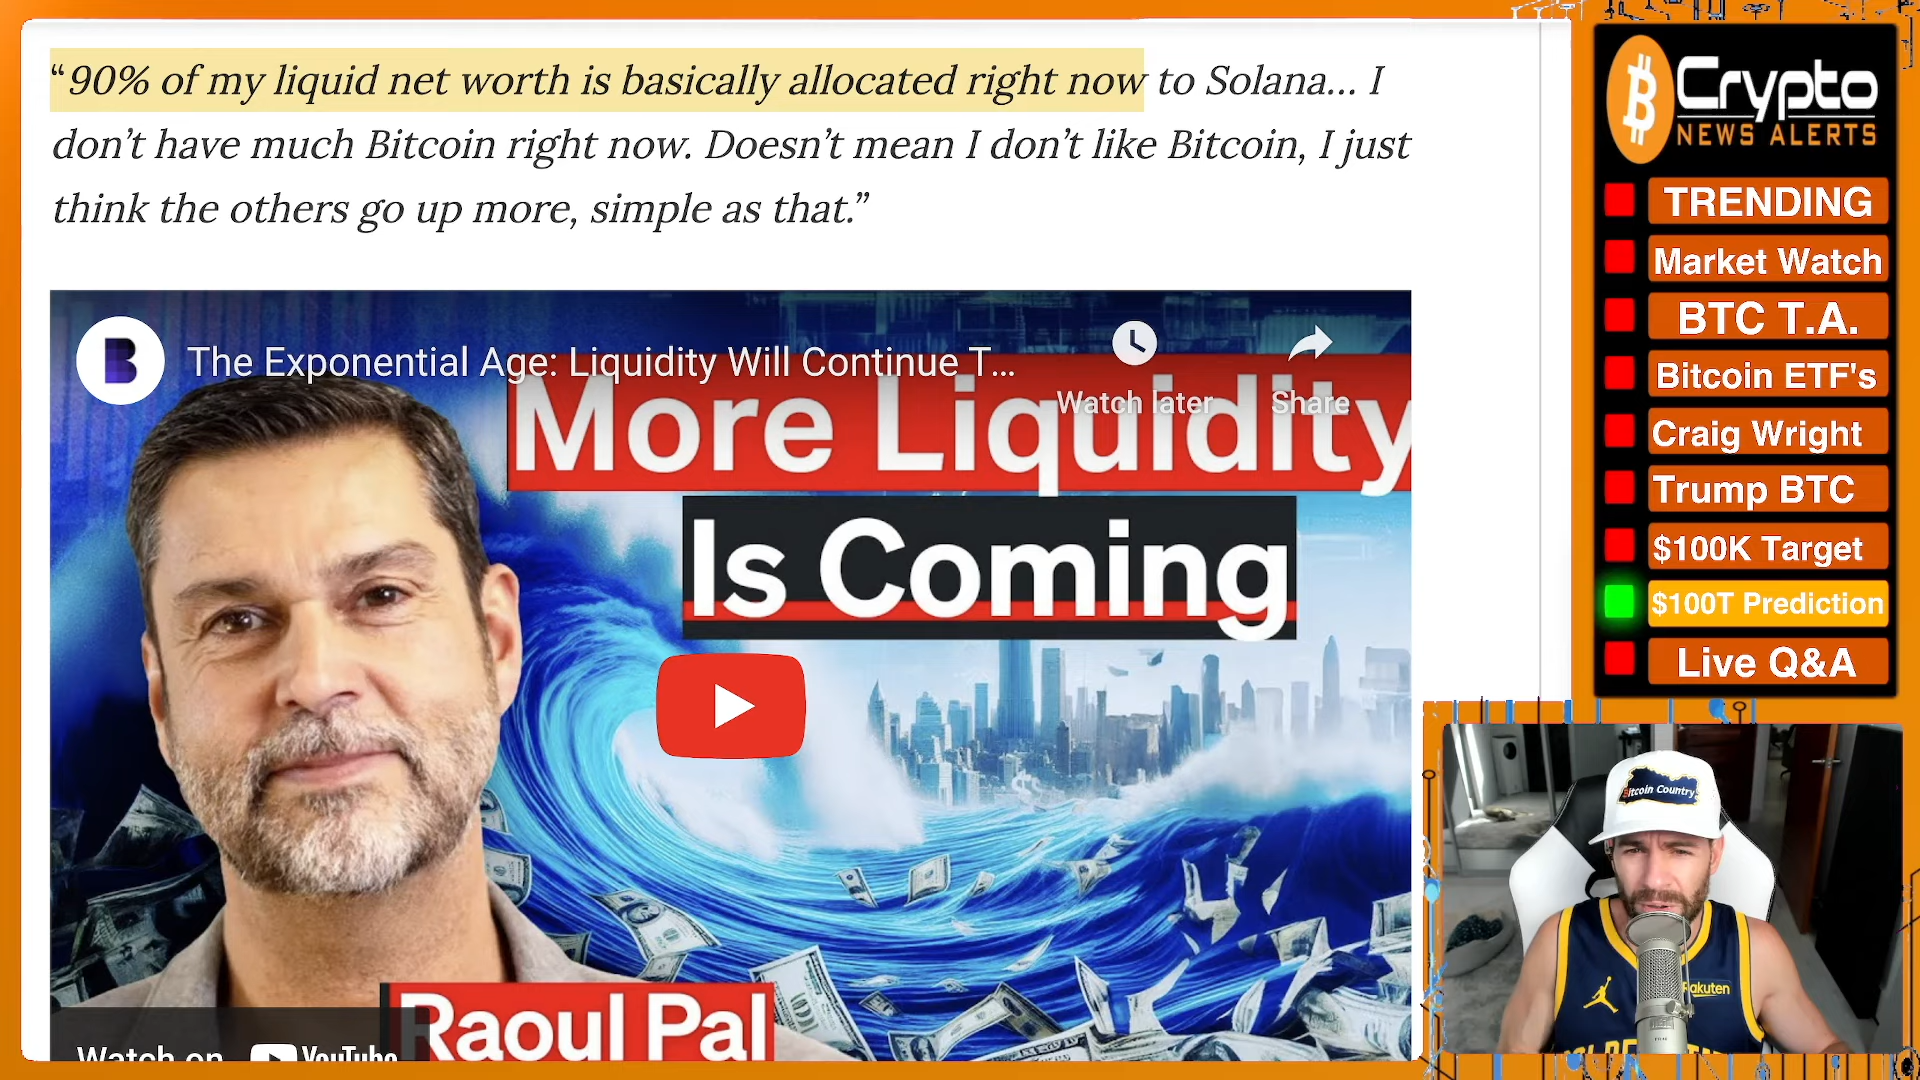 “90% of my liquid net worth is basically allocated right now to Solana... I
don’t have much Bitcoin right now. Doesn’t mean I don’t like Bitcoin, I just
think the others go up more, simple as that.”
B
The Exponential Age: Liquidity Will Continue T...
Watch later
Share
More Liquidity
Is Coming
Raoul Pal
Watch on YouTube
Crypto
NEWS ALERTS
TRENDING
Market Watch
BTC T.A.
Bitcoin ETF's
Craig Wright
Trump BTC
$100K Target
$100T Prediction
Live Q&A
Bitcoin Country
Rakuten